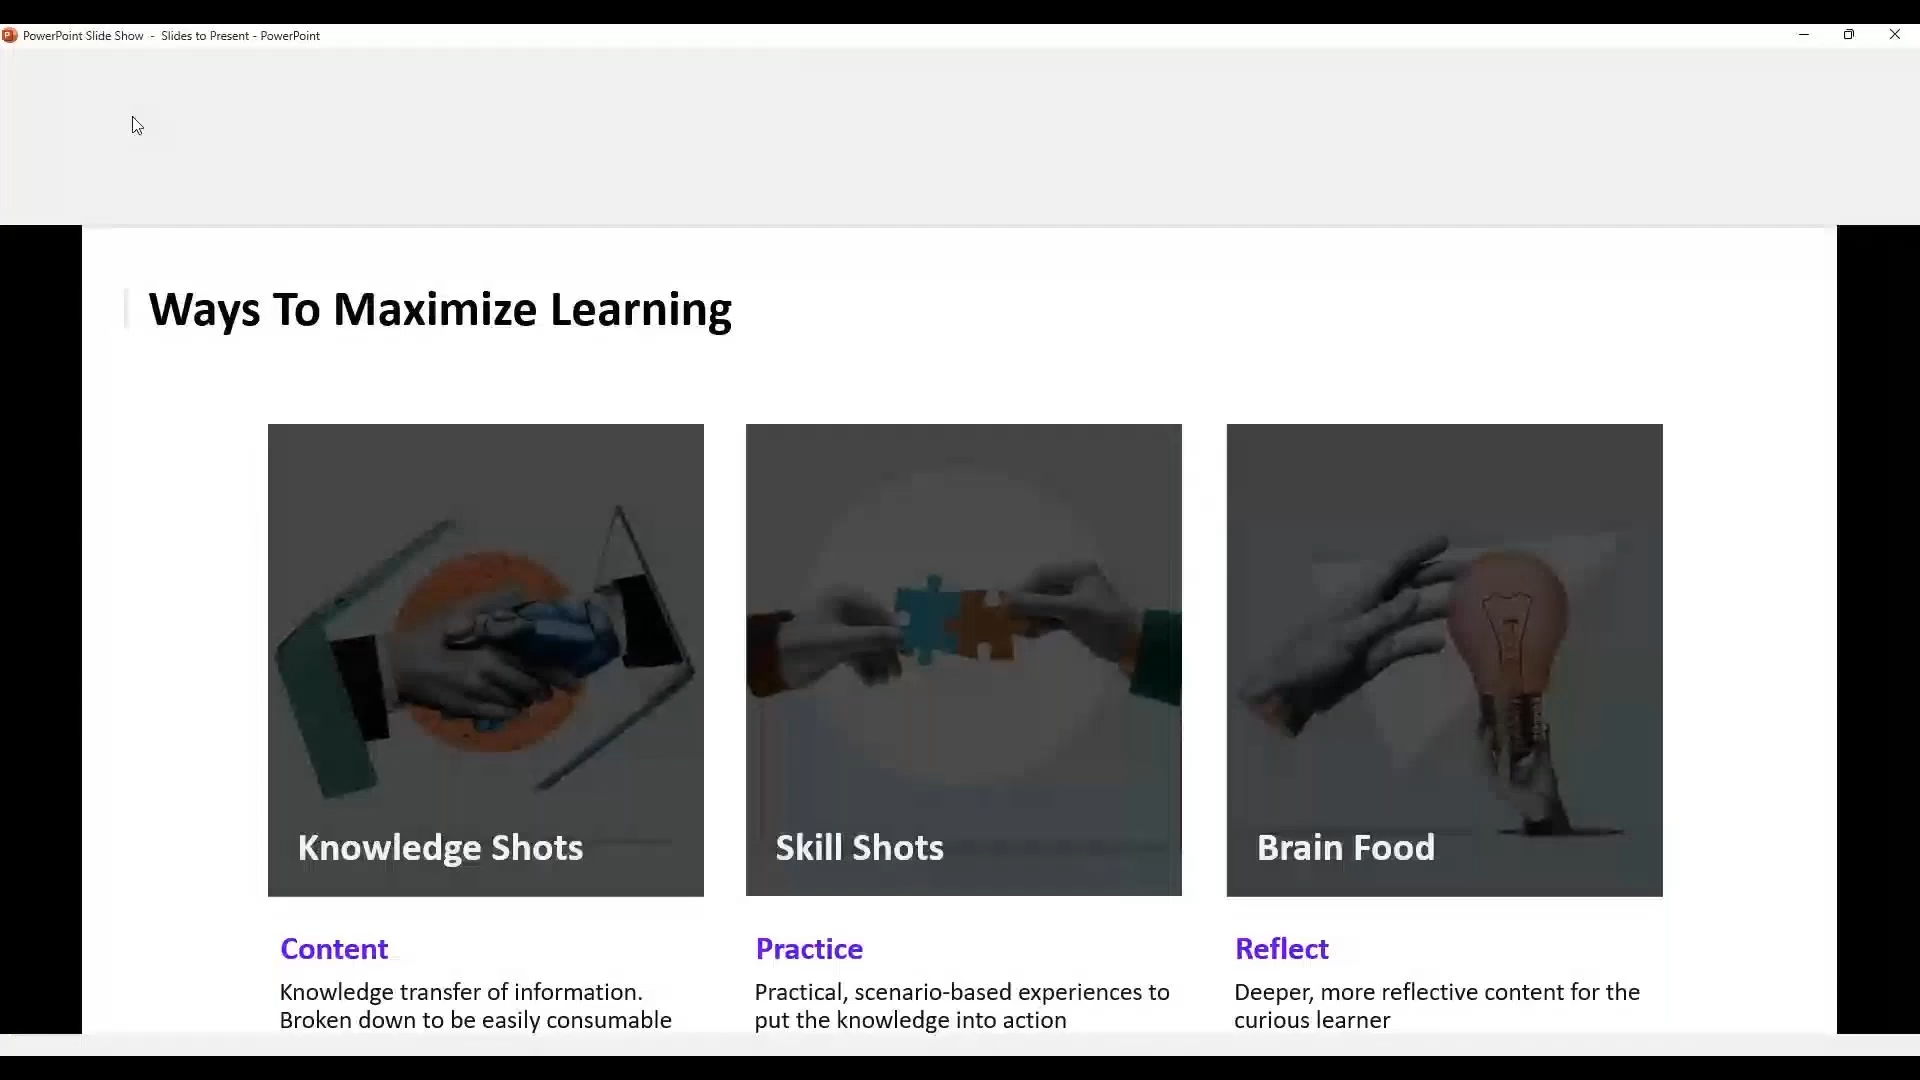 PowerPoint Slide Show - Slides to Present - PowerPoint
Ways To Maximize Learning
Knowledge Shots
Skill Shots
Brain Food
Content
Knowledge transfer of information.
Broken down to be easily consumable
Practice
Practical, scenario-based experiences to
put the knowledge into action
Reflect
Deeper, more reflective content for the
curious learner